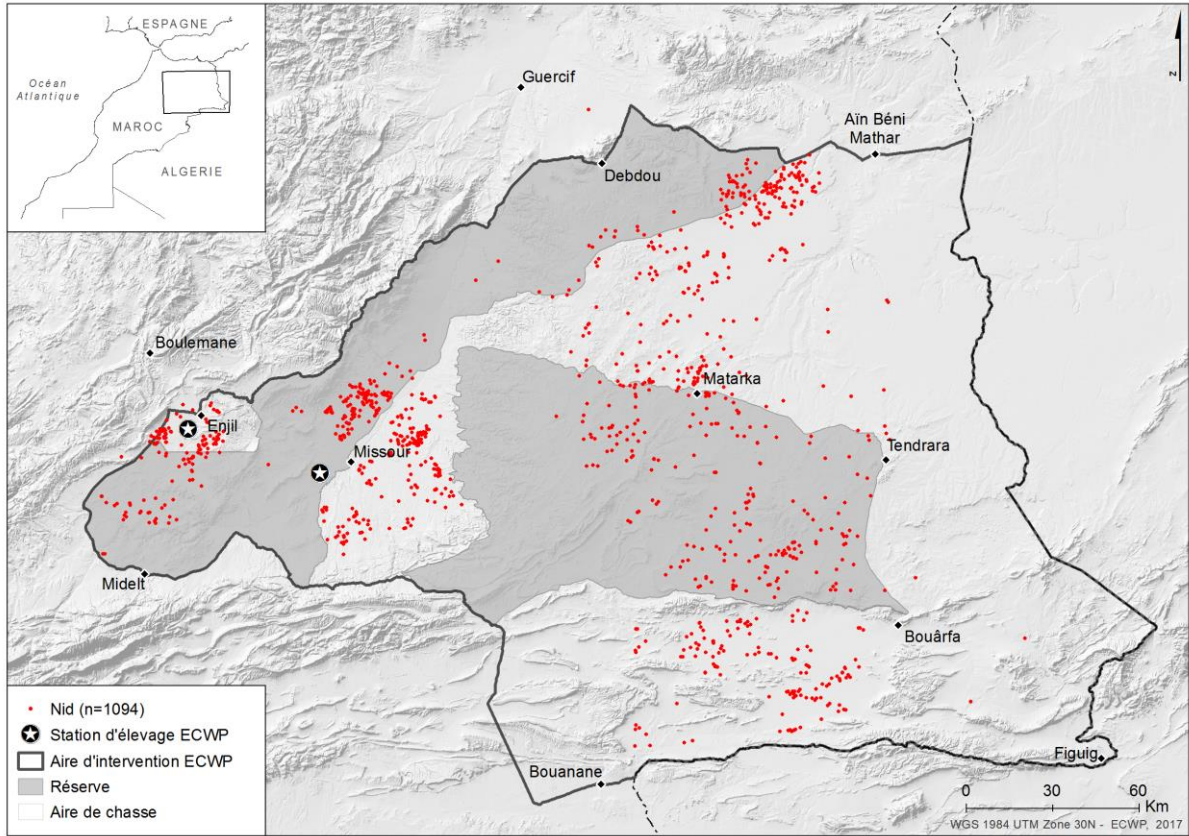 ESPAGNE
Océan
Atlantique
MAROC
ALGERIE
z
Guercif
Aïn Béni
Mathar
Debdou
Boulemane
Matarka
Enjil
Tendrara
Missour
Midelt
Bouârfa
Figuig
Bouanane
Nid (n=1094)
Station d'élevage ECWP
Aire d'intervention ECWP
Réserve
Aire de chasse
0 30 60
Km
WGS 1984 UTM Zone 30N - ECWP, 2017